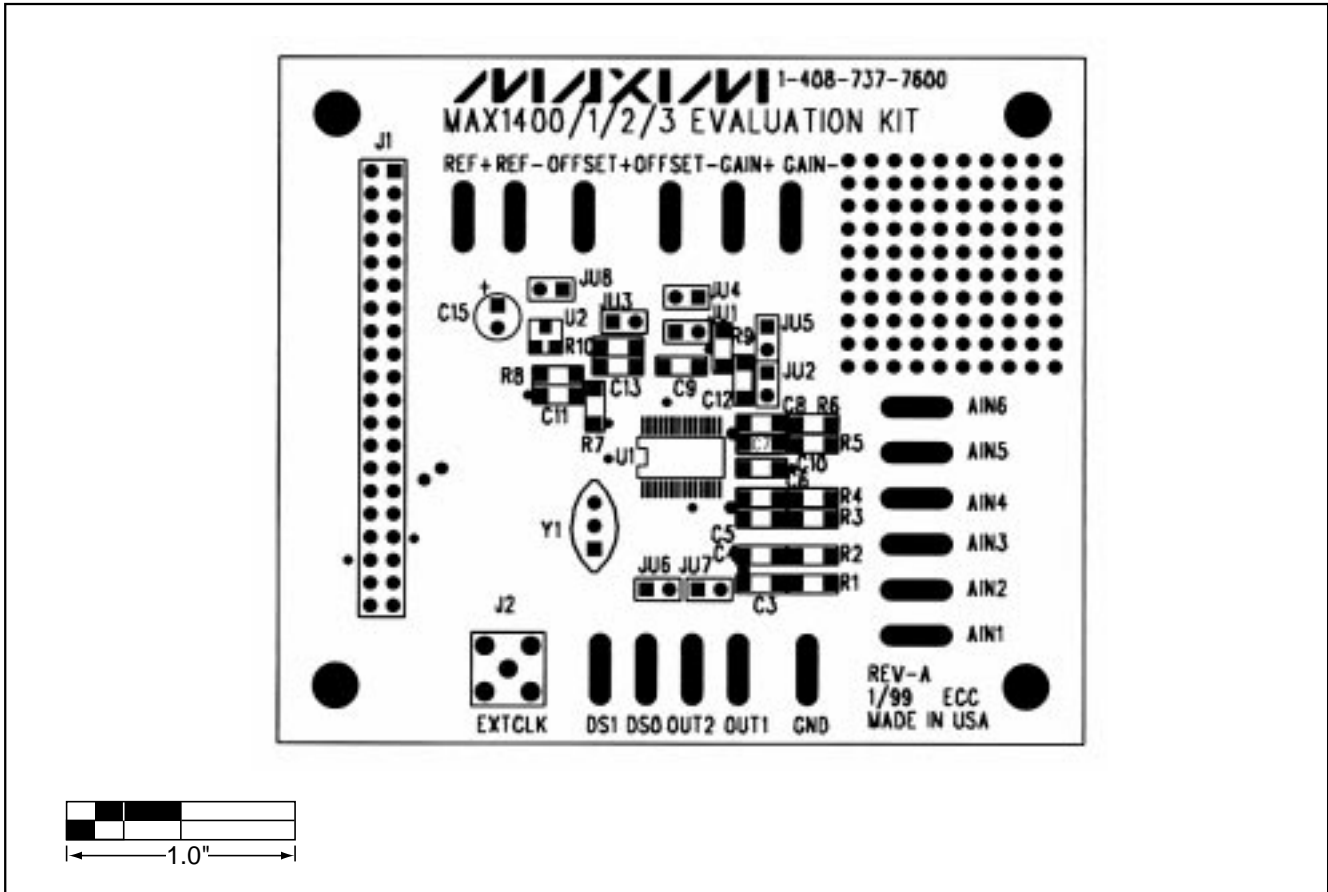 MAXIM 1-408-737-7600
MAX1400/1/2/3 EVALUATION KIT
J1
REF+ REF- OFFSET+ OFFSET- GAIN+ GAIN-
JU8
JU4
C15
+
JU3
U2
JU1
JU5
R10
R9
R8
C13
C9
JU2
C11
C12
C8 R6
AIN6
R7
U1
C7
R5
AIN5
C10
C6
R4
AIN4
R3
Y1
C5
AIN3
C4
R2
JU6 JU7
R1
AIN2
J2
C3
AIN1
REV-A
1/99 ECC
MADE IN USA
EXTCLK DS1 DS0 OUT2 OUT1 GND
1.0"